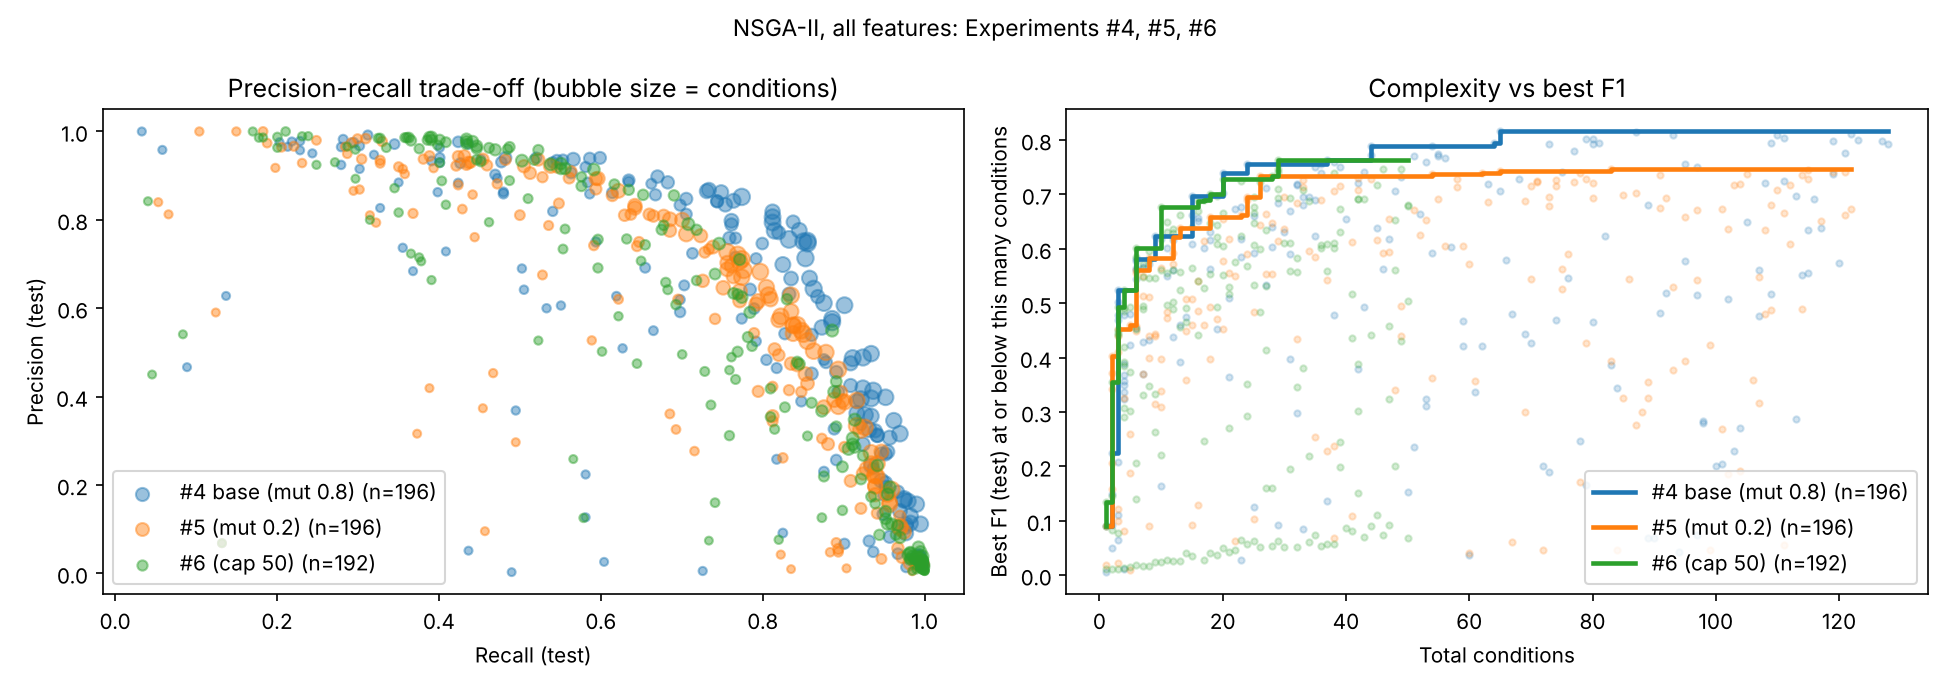 NSGA-II, all features: Experiments #4, #5, #6
Precision-recall trade-off (bubble size = conditions)
Precision (test)
1.0
0.8
0.6
0.4
0.2
0.0
#4 base (mut 0.8) (n=196)
#5 (mut 0.2) (n=196)
#6 (cap 50) (n=192)
0.0
0.2
0.4
0.6
0.8
1.0
Recall (test)
Complexity vs best F1
Best F1 (test) at or below this many conditions
0.8
0.7
0.6
0.5
0.4
0.3
0.2
0.1
0.0
#4 base (mut 0.8) (n=196)
#5 (mut 0.2) (n=196)
#6 (cap 50) (n=192)
0
20
40
60
80
100
120
Total conditions